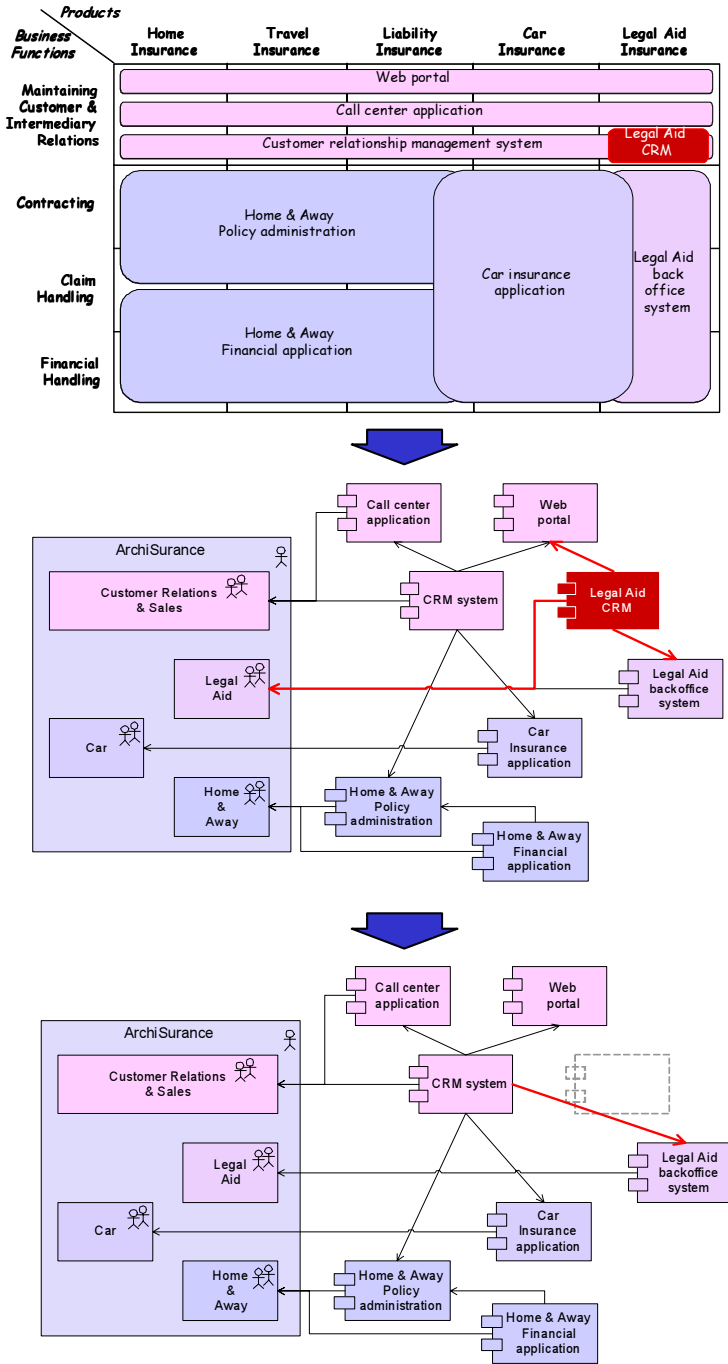 Products
Business
Functions
Home
Insurance
Travel
Insurance
Liability
Insurance
Car
Insurance
Legal Aid
Insurance
Maintaining
Customer &
Intermediary
Relations
Web portal
Call center application
Customer relationship management system
Legal Aid
CRM
Contracting
Claim
Handling
Financial
Handling
Home & Away
Policy administration
Home & Away
Financial application
Car insurance
application
Legal Aid
back
office
system
Call center
application
Web
portal
ArchiSurance
Customer Relations
& Sales
CRM system
Legal Aid
CRM
Legal
Aid
Legal Aid
backoffice
system
Car
Car
Insurance
application
Home
&
Away
Home & Away
Policy
administration
Home & Away
Financial
application
Call center
application
Web
portal
ArchiSurance
Customer Relations
& Sales
CRM system
Legal
Aid
Legal Aid
backoffice
system
Car
Car
Insurance
application
Home
&
Away
Home & Away
Policy
administration
Home & Away
Financial
application